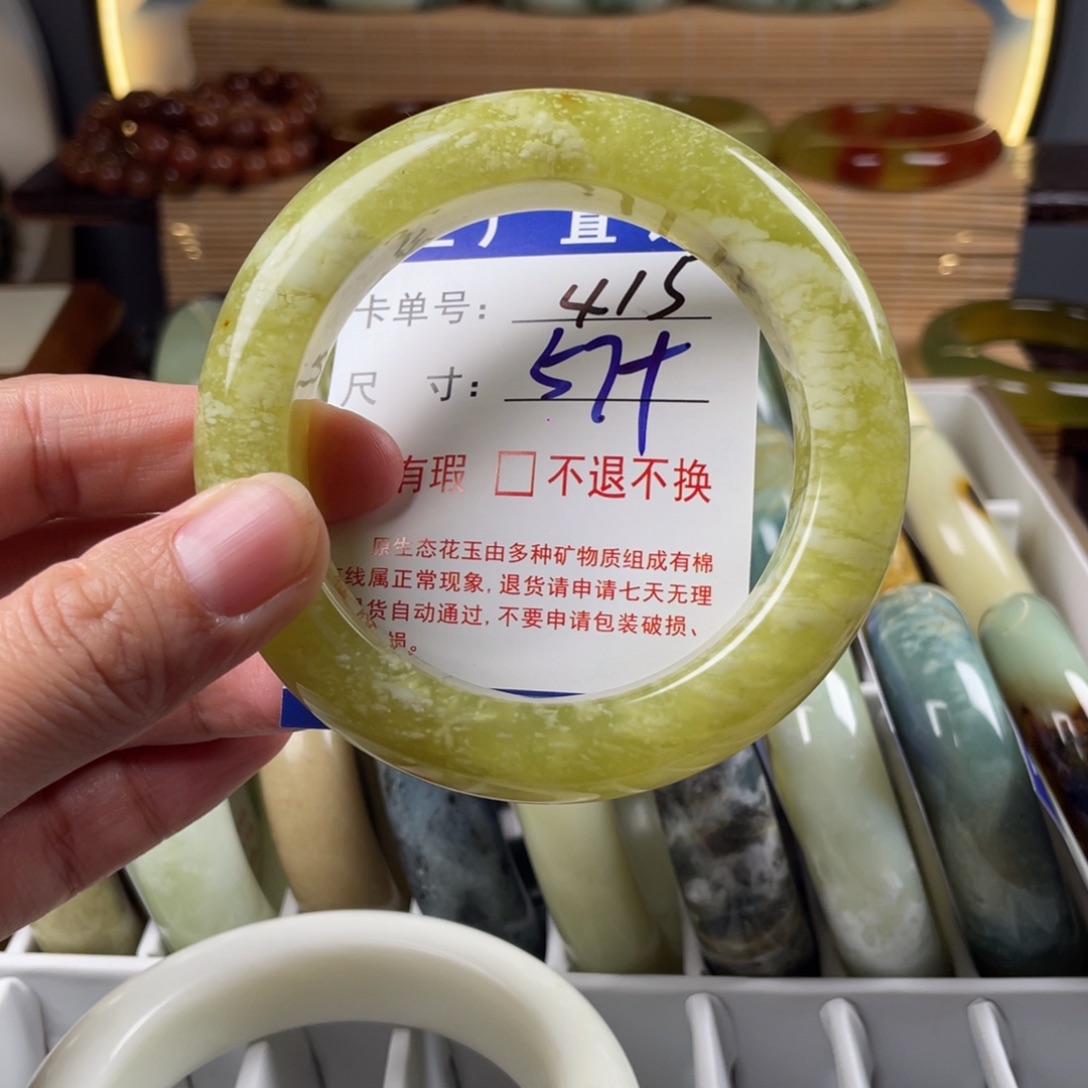 厂直
卡单号: 415
尺 寸:
有瑕 □不退不换
原生态花玉由多种矿物质组成有棉
线属正常现象,退货请申请七天无理
货自动通过,不要申请包装破损、
损。